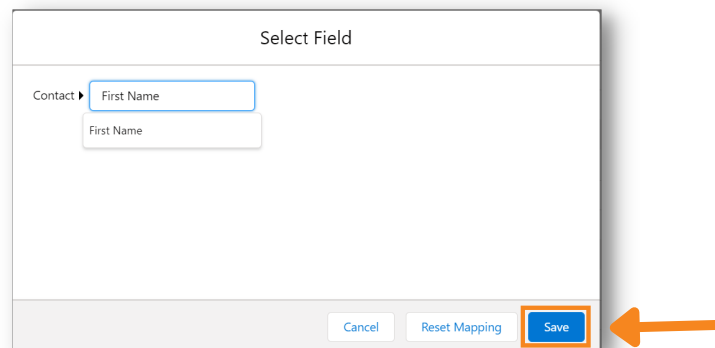 Select Field
Contact First Name
First Name
Cancel Reset Mapping Save